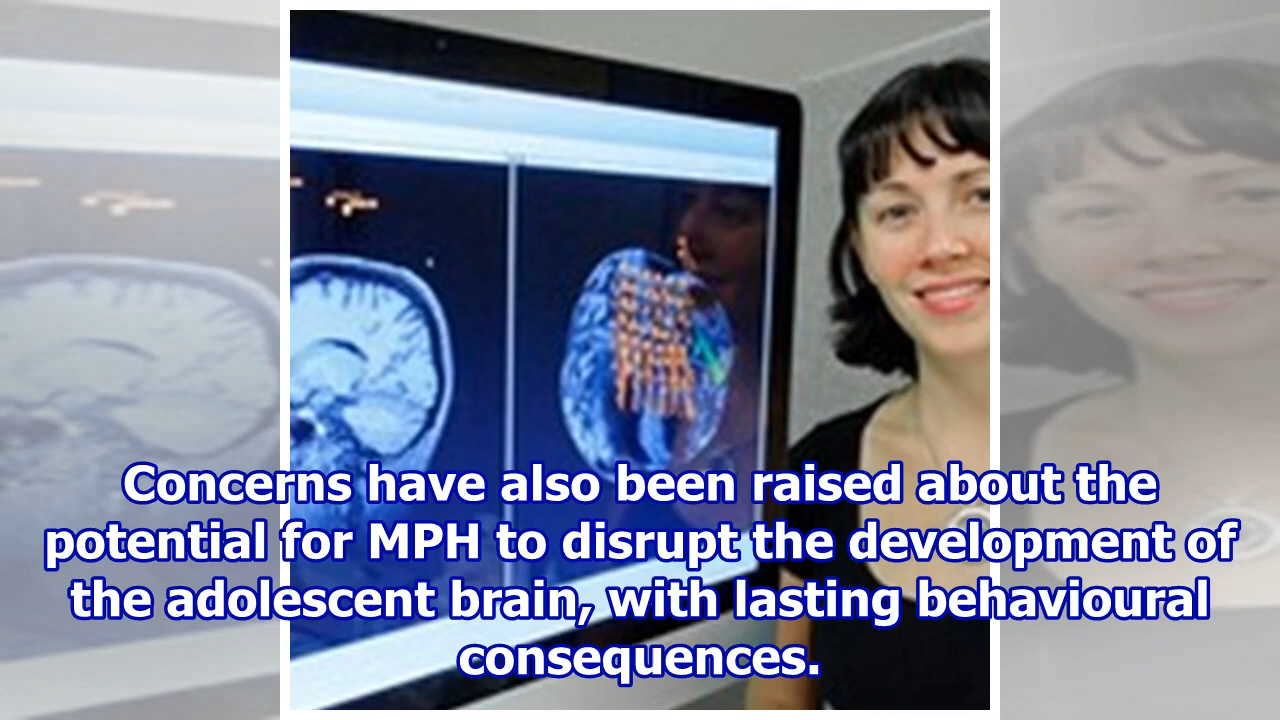 Concerns have also been raised about the
potential for MPH to disrupt the development of
the adolescent brain, with lasting behavioural
consequences.